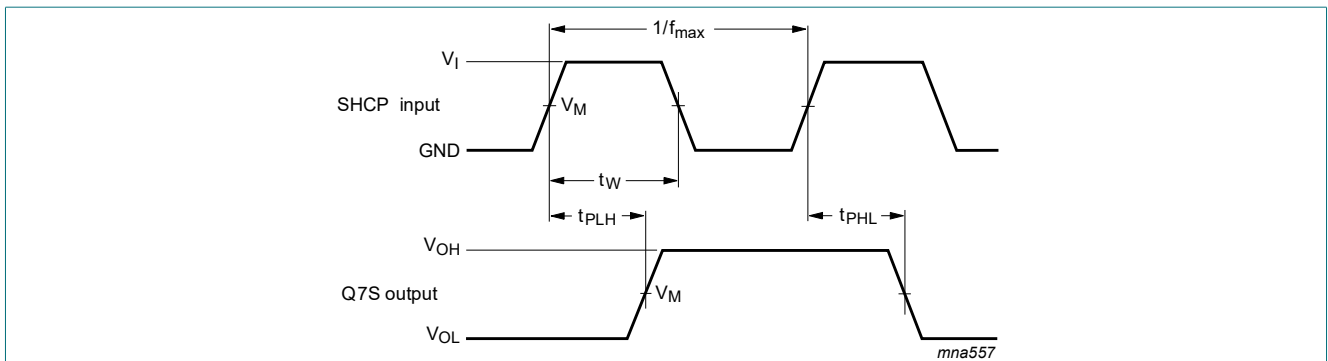 1/fmax
VI
SHCP input
VM
GND
tW
tPLH
tPHL
VOH
Q7S output
VM
VOL
mna557